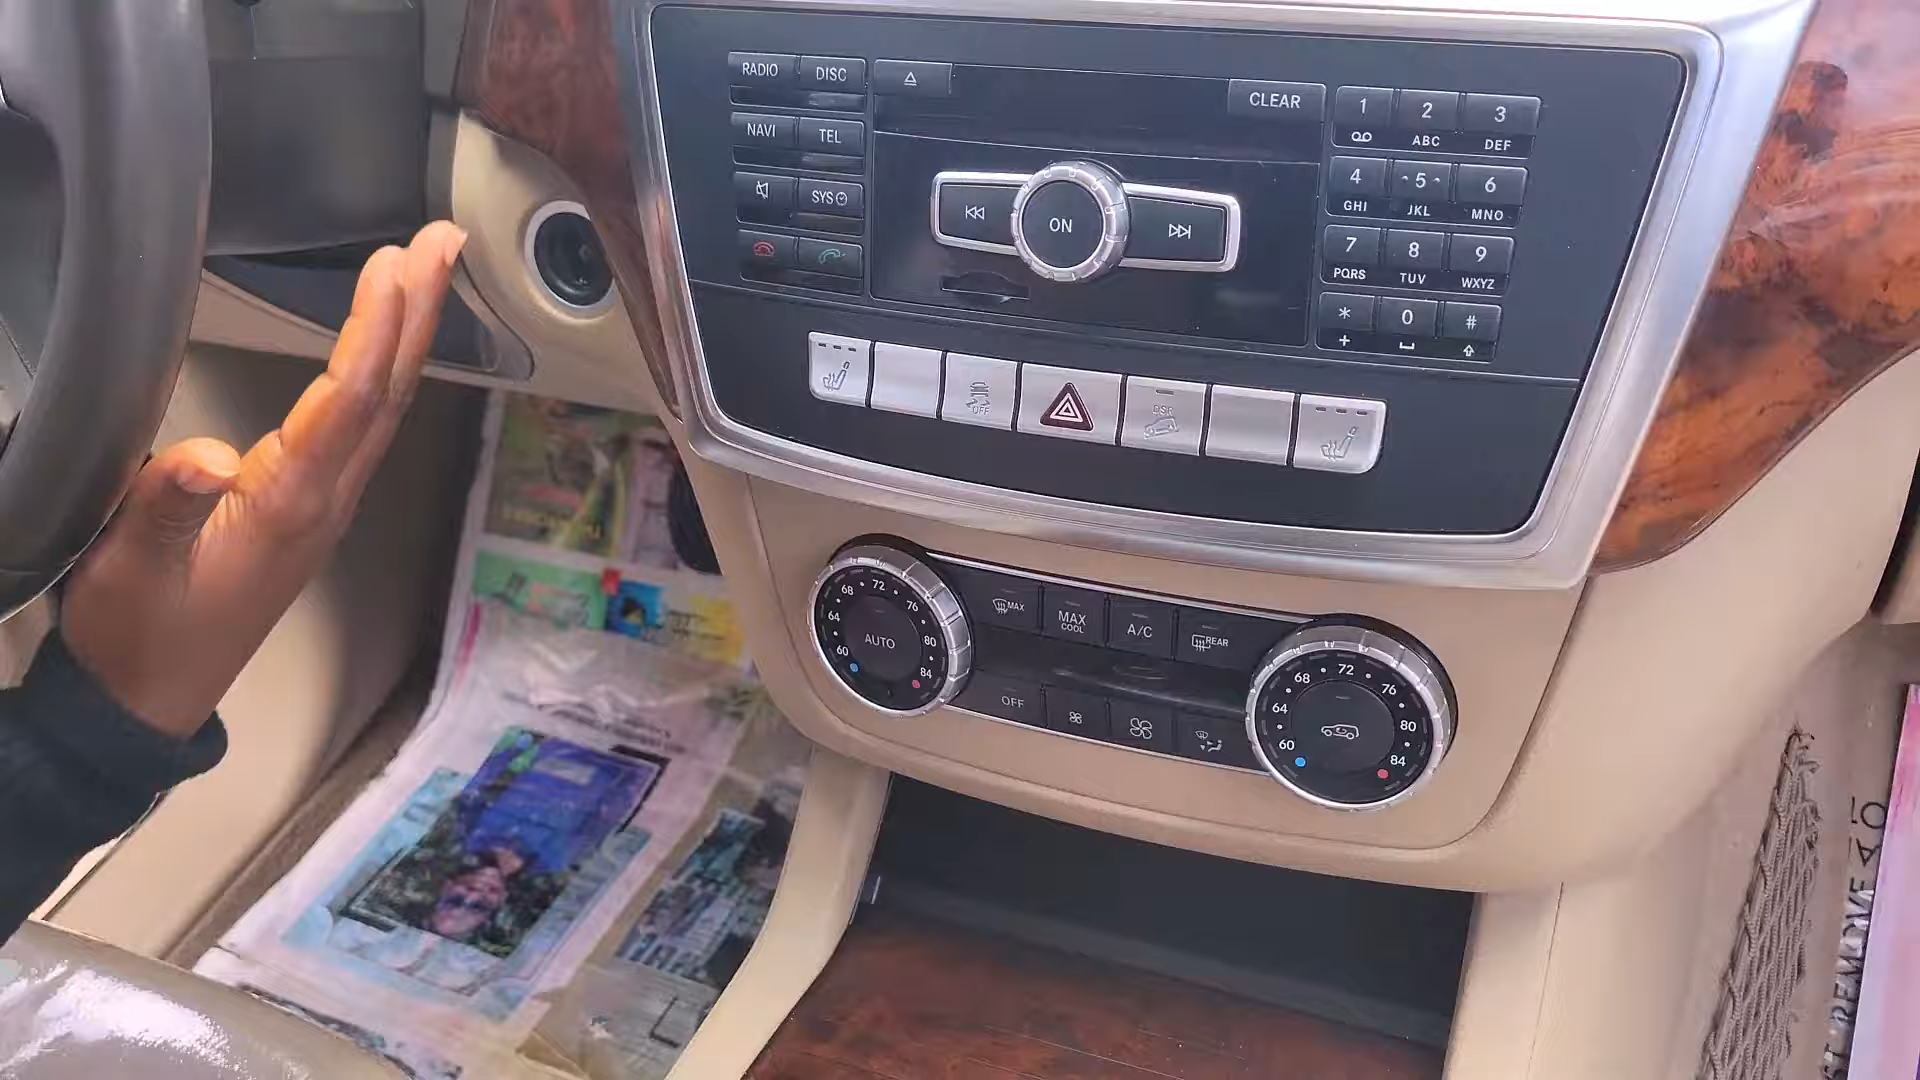 RADIO DISC
CLEAR
1 2 3
ABC DEF
NAVI TEL
4 5 6
GHI JKL MNO
SYS
ON
7 8 9
PQRS TUV WXYZ
* 0 #
+
OFF
DSR
60 64 68 72 76 80 84
AUTO
MAX
MAX
COOL
A/C
REAR
OFF
60 64 68 72 76 80 84
REMOVE